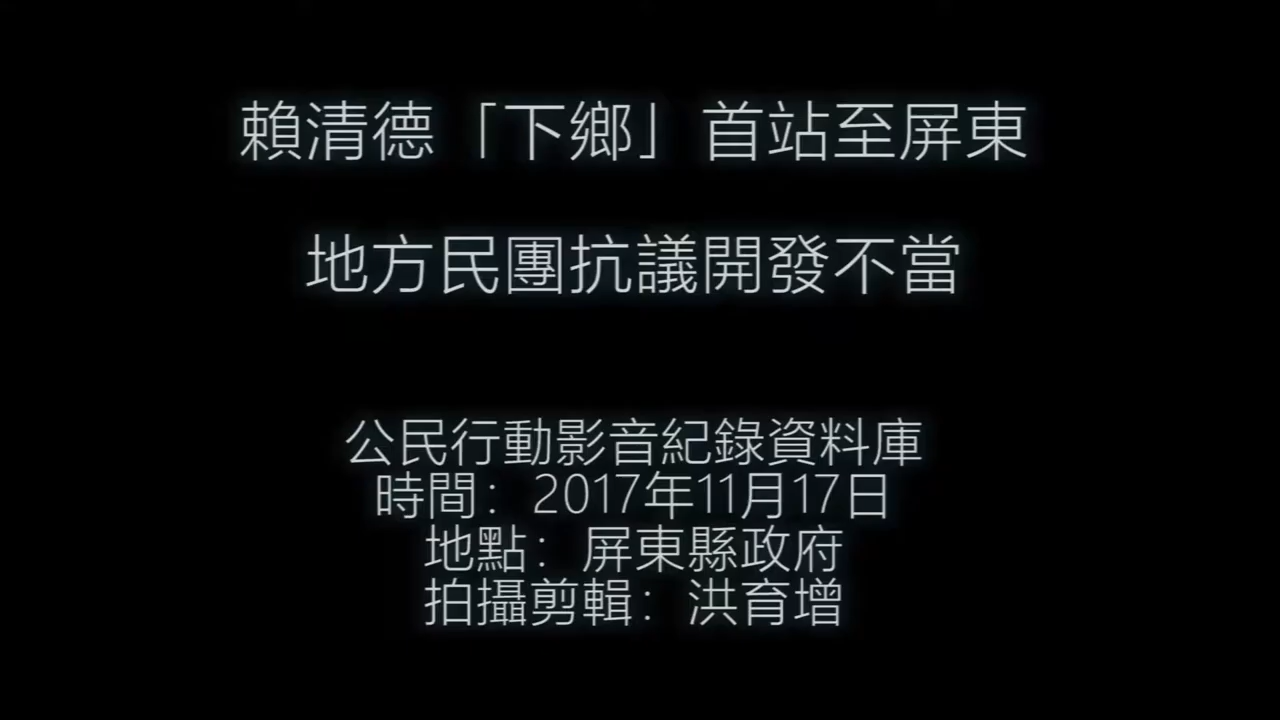 賴清德「下鄉」首站至屏東
地方民團抗議開發不當
公民行動影音紀錄資料庫
時間：2017年11月17日
地點：屏東縣政府
拍攝剪輯：洪育增